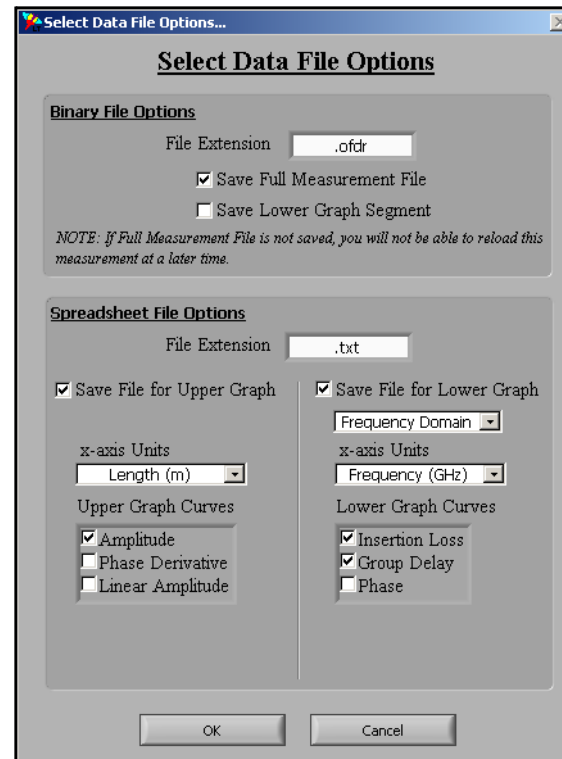 Select Data File Options...
Select Data File Options
Binary File Options
File Extension .ofdr
Save Full Measurement File
Save Lower Graph Segment
NOTE: If Full Measurement File is not saved, you will not be able to reload this
measurement at a later time.
Spreadsheet File Options
File Extension .txt
Save File for Upper Graph
x-axis Units
Length (m)
Upper Graph Curves
Amplitude
Phase Derivative
Linear Amplitude
Save File for Lower Graph
Frequency Domain
x-axis Units
Frequency (GHz)
Lower Graph Curves
Insertion Loss
Group Delay
Phase
OK
Cancel